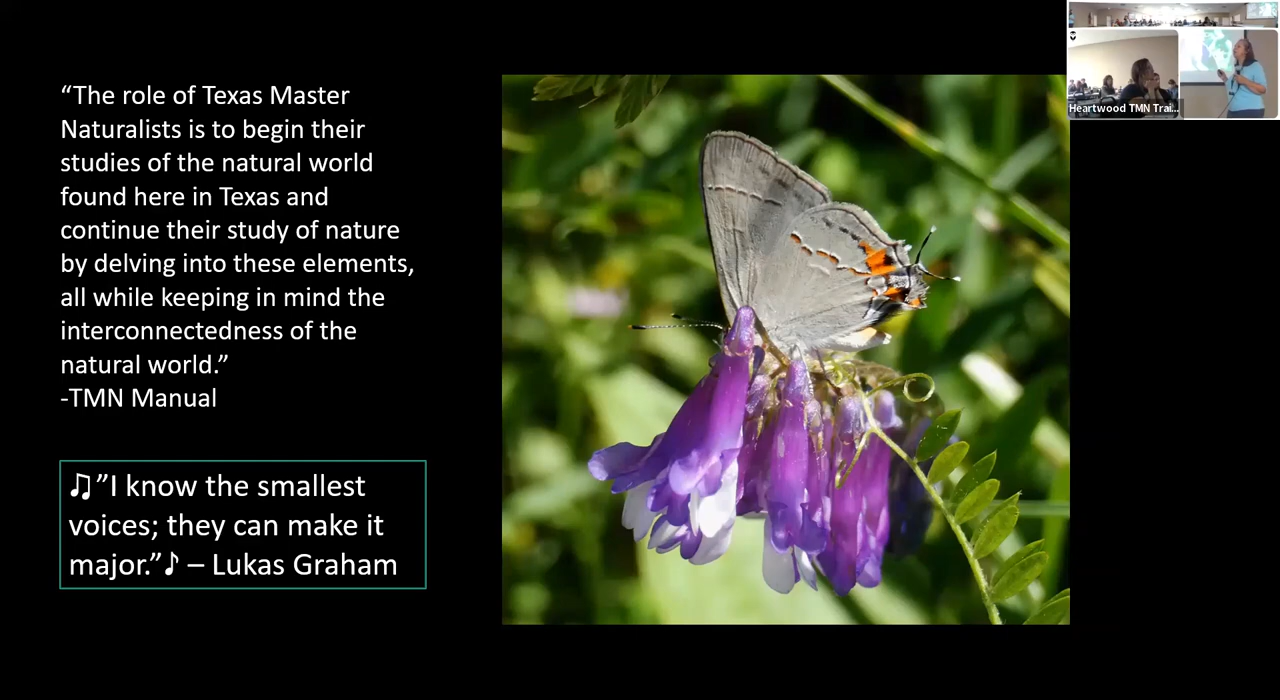 “The role of Texas Master
Naturalists is to begin their
studies of the natural world
found here in Texas and
continue their study of nature
by delving into these elements,
all while keeping in mind the
interconnectedness of the
natural world.”
-TMN Manual
♫”I know the smallest
voices; they can make it
major.”♪ – Lukas Graham
Heartwood TMN Trai...